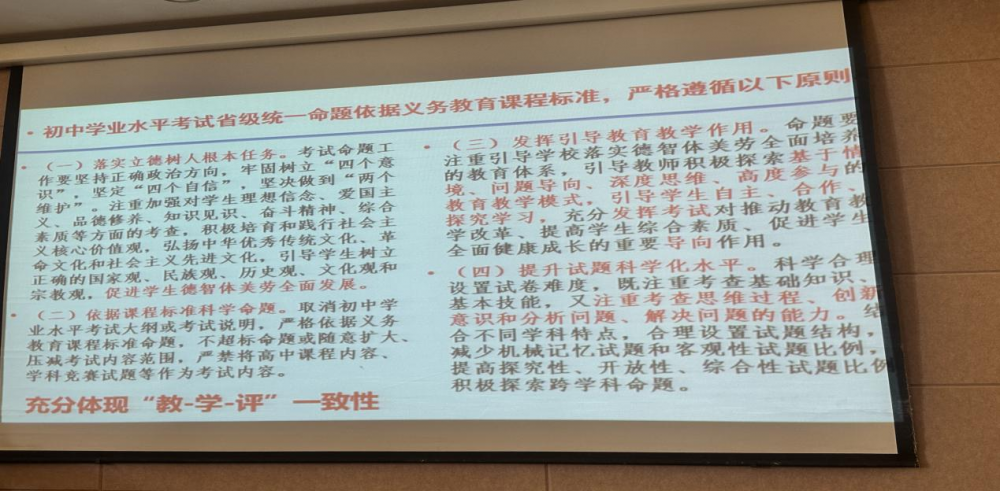 • 初中学业水平考试省级统一命题依据义务教育课程标准，严格遵循以下原则
• （一）落实立德树人根本任务。考试命题工
作要坚持正确政治方向，牢固树立“四个意
识”，坚定“四个自信”，坚决做到“两个
维护”。注重加强对学生理想信念、爱国主
义、品德修养、知识见识、奋斗精神、综合
素质等方面的考查，积极培育和践行社会主
义核心价值观，弘扬中华优秀传统文化、革
命文化和社会主义先进文化，引导学生树立
正确的国家观、民族观、历史观、文化观和
宗教观，促进学生德智体美劳全面发展。
• （二）依据课程标准科学命题。取消初中学
业水平考试大纲或考试说明，严格依据义务
教育课程标准命题，不超标命题或随意扩大、
压减考试内容范围，严禁将高中课程内容、
学科竞赛试题等作为考试内容。
充分体现“教-学-评”一致性
• （三）发挥引导教育教学作用。命题要
注重引导学校落实德智体美劳全面培养
的教育体系，引导教师积极探索基于情
境、问题导向、深度思维、高度参与的
教育教学模式，引导学生自主、合作、
探究学习，充分发挥考试对推动教育教
学改革、提高学生综合素质、促进学生
全面健康成长的重要导向作用。
• （四）提升试题科学化水平。科学合理
设置试卷难度，既注重考查基础知识、
基本技能，又注重考查思维过程、创新
意识和分析问题、解决问题的能力。结
合不同学科特点，合理设置试题结构，
减少机械记忆试题和客观性试题比例，
提高探究性、开放性、综合性试题比例
积极探索跨学科命题。